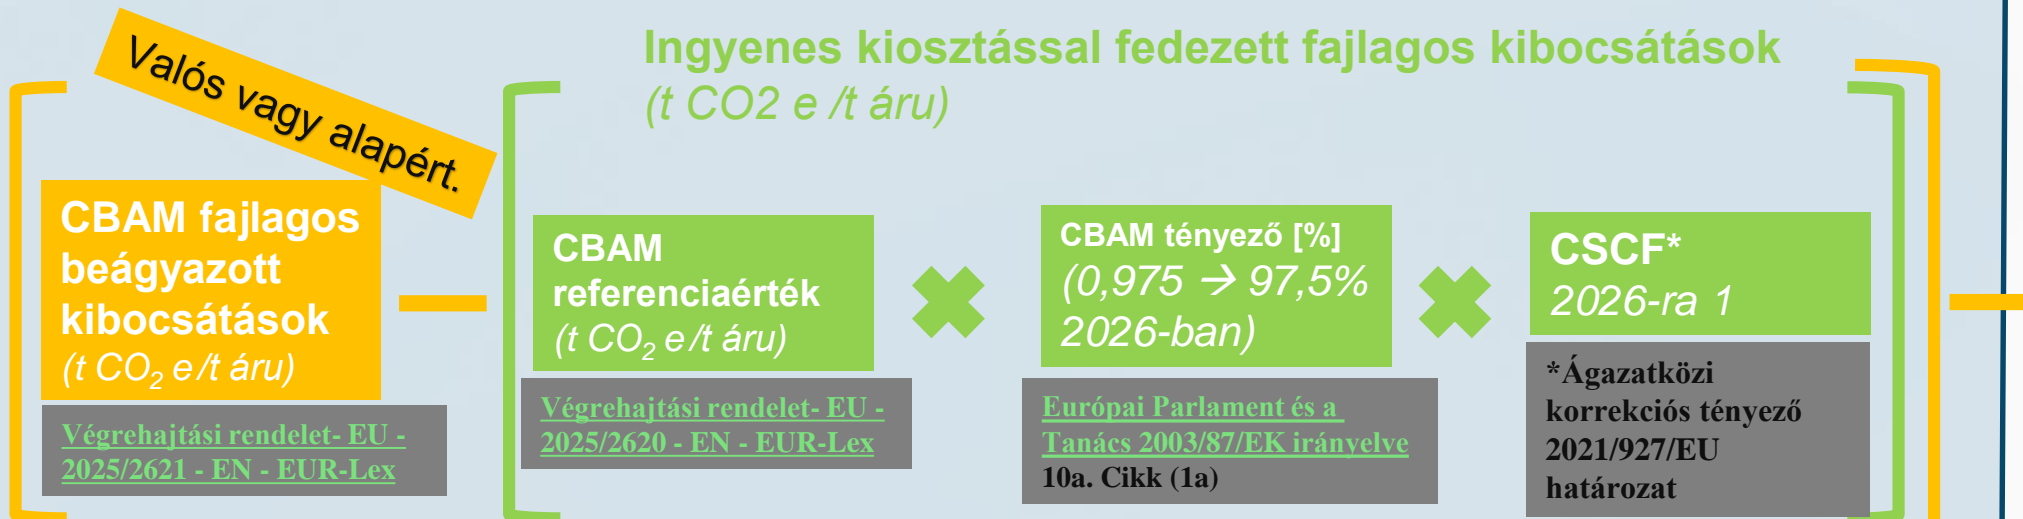 Valós vagy alapért.
Ingyenes kiosztással fedezett fajlagos kibocsátások
(t CO2 e /t áru)
CBAM fajlagos
beágyazott
kibocsátások
(t CO₂ e /t áru)
Végrehajtási rendelet- EU -
2025/2621 - EN - EUR-Lex
CBAM
referenciaérték
(t CO₂ e /t áru)
Végrehajtási rendelet- EU -
2025/2620 - EN - EUR-Lex
CBAM tényező [%]
(0,975 → 97,5%
2026-ban)
Európai Parlament és a
Tanács 2003/87/EK irányelve
10a. Cikk (1a)
CSCF*
2026-ra 1
*Ágazatközi
korrekciós tényező
2021/927/EU
határozat